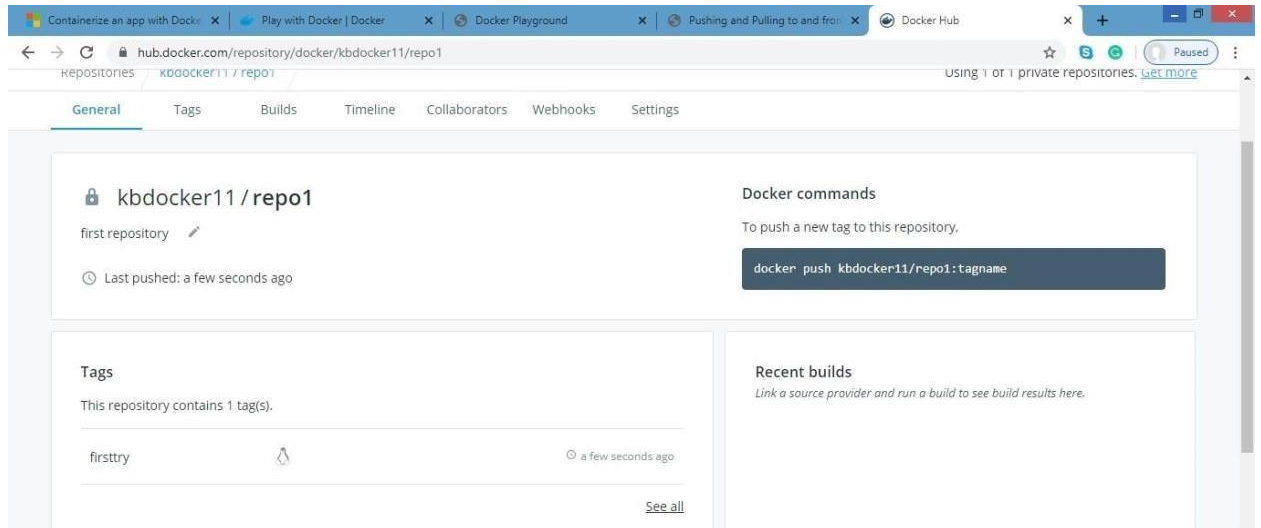 Containerize an app with Docke
Play with Docker | Docker
Docker Playground
Pushing and Pulling to and from
Docker Hub
hub.docker.com/repository/docker/kbdocker11/repo1
Paused
Repositories / kbdocker11 / repo1
Using 1 of 1 private repositories. Get more
General
Tags
Builds
Timeline
Collaborators
Webhooks
Settings
kbdocker11 / repo1
first repository
Last pushed: a few seconds ago
Docker commands
To push a new tag to this repository,
docker push kbdocker11/repo1:tagname
Tags
This repository contains 1 tag(s).
firsttry
a few seconds ago
See all
Recent builds
Link a source provider and run a build to see build results here.